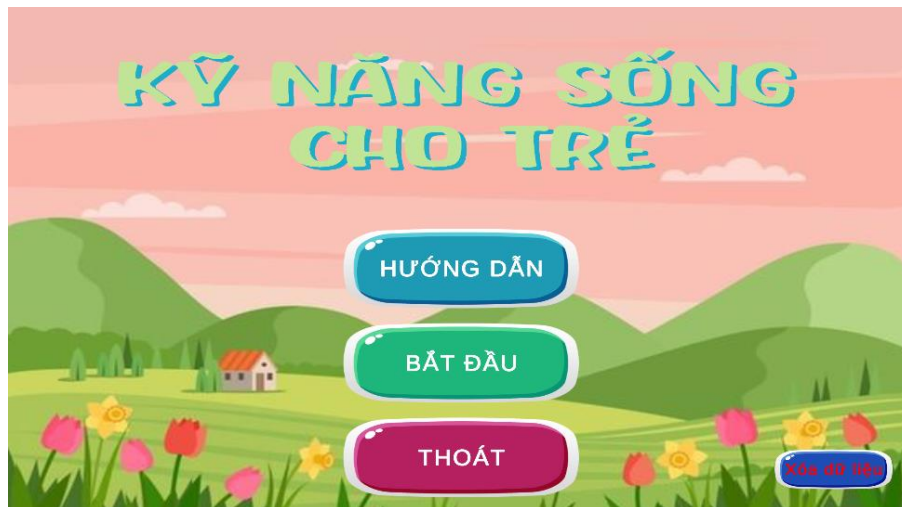 KỸ NĂNG SỐNG
CHO TRẺ
HƯỚNG DẪN
BẮT ĐẦU
THOÁT
Xóa dữ liệu